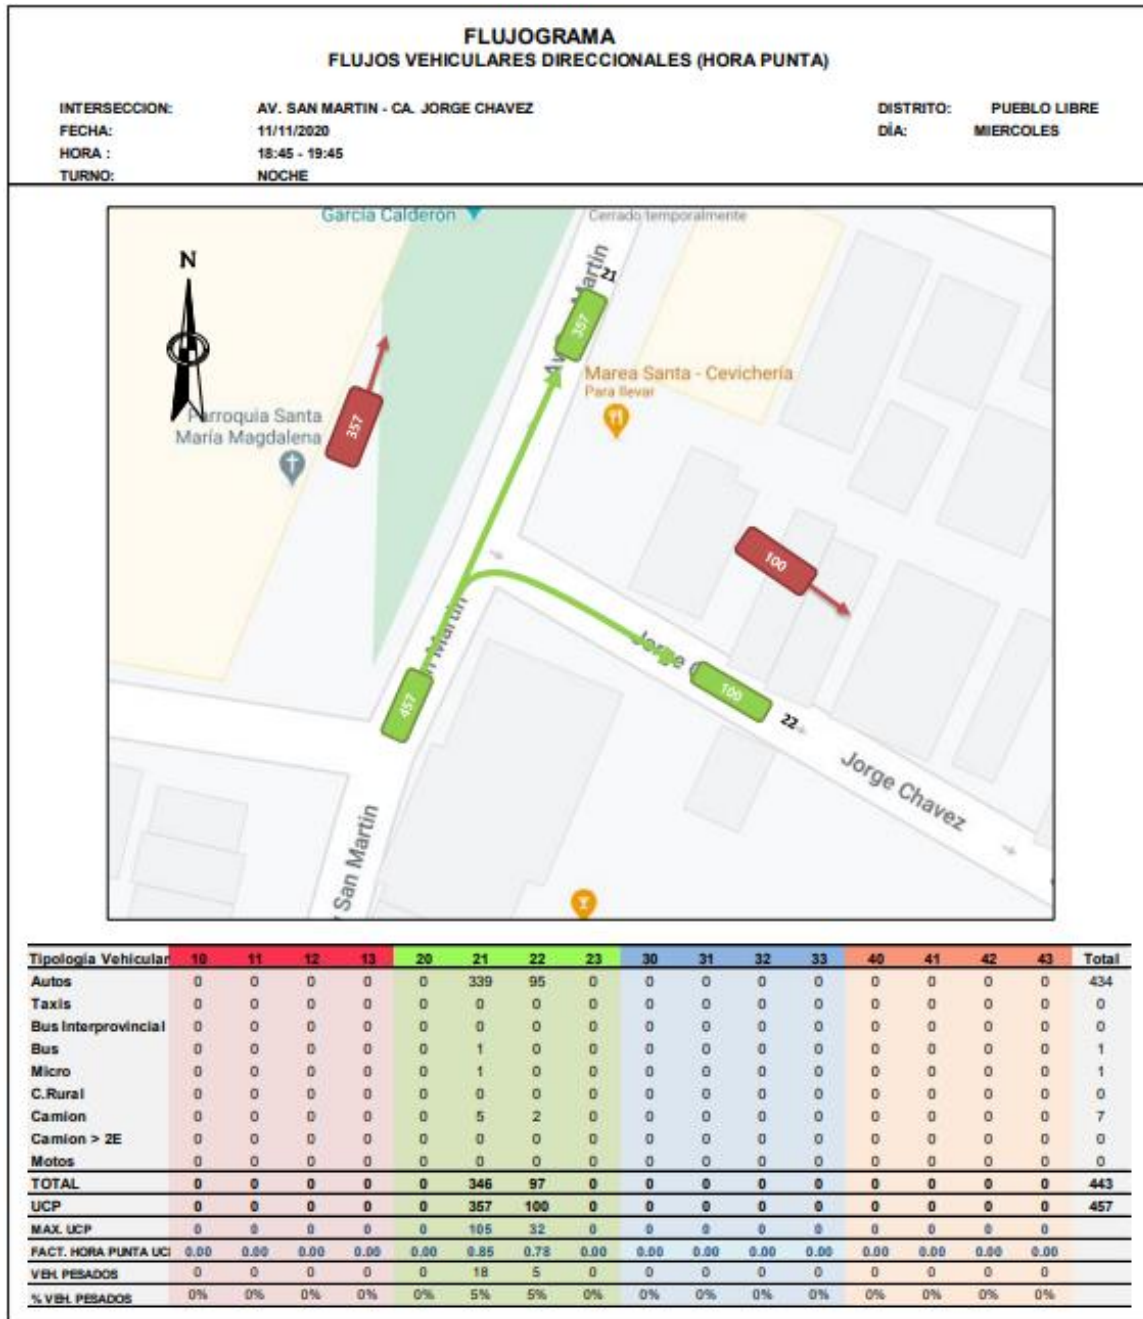 FLUJOGRAMA
FLUJOS VEHICULARES DIRECCIONALES (HORA PUNTA)
INTERSECCION: AV. SAN MARTIN - CA. JORGE CHAVEZ DISTRITO: PUEBLO LIBRE
FECHA: 11/11/2020 DÍA: MIERCOLES
HORA : 18:45 - 19:45
TURNO: NOCHE
García Calderón Cerrado temporalmente
N
Martin
21
357
Av
Marea Santa - Cevichería
Para llevar
Parroquia Santa
María Magdalena
357
100
n Martin
Jorge C
457
100
22
Jorge Chavez
San Martin
Tipologia Vehicular 10 11 12 13 20 21 22 23 30 31 32 33 40 41 42 43 Total
Autos 0 0 0 0 0 339 95 0 0 0 0 0 0 0 0 0 434
Taxis 0 0 0 0 0 0 0 0 0 0 0 0 0 0 0 0 0
Bus Interprovincial 0 0 0 0 0 0 0 0 0 0 0 0 0 0 0 0 0
Bus 0 0 0 0 0 1 0 0 0 0 0 0 0 0 0 0 1
Micro 0 0 0 0 0 1 0 0 0 0 0 0 0 0 0 0 1
C.Rural 0 0 0 0 0 0 0 0 0 0 0 0 0 0 0 0 0
Camion 0 0 0 0 0 5 2 0 0 0 0 0 0 0 0 0 7
Camion > 2E 0 0 0 0 0 0 0 0 0 0 0 0 0 0 0 0 0
Motos 0 0 0 0 0 0 0 0 0 0 0 0 0 0 0 0 0
TOTAL 0 0 0 0 0 346 97 0 0 0 0 0 0 0 0 0 443
UCP 0 0 0 0 0 357 100 0 0 0 0 0 0 0 0 0 457
MAX. UCP 0 0 0 0 0 105 32 0 0 0 0 0 0 0 0 0
FACT. HORA PUNTA UC 0.00 0.00 0.00 0.00 0.00 0.85 0.78 0.00 0.00 0.00 0.00 0.00 0.00 0.00 0.00 0.00
VEH. PESADOS 0 0 0 0 0 18 5 0 0 0 0 0 0 0 0 0
% VEH. PESADOS 0% 0% 0% 0% 0% 5% 5% 0% 0% 0% 0% 0% 0% 0% 0% 0%